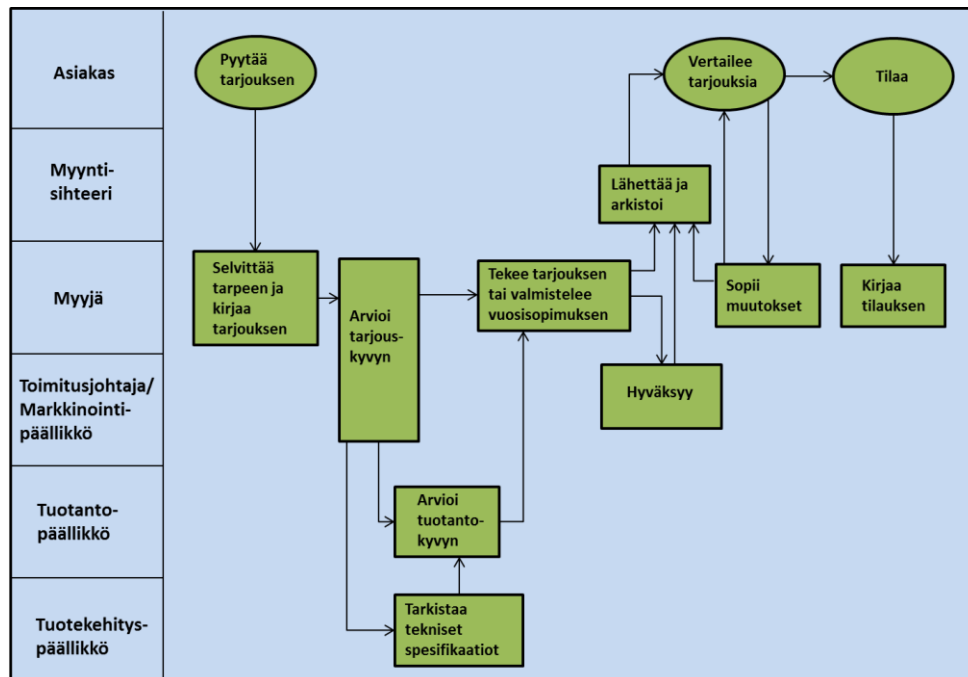 Asiakas
Pyytää
tarjouksen
Vertailee
tarjouksia
Tilaa
Myynti-
sihteeri
Lähettää ja
arkistoi
Myyjä
Selvittää
tarpeen ja
kirjaa
tarjouksen
Arvioi
tarjous-
kyvyn
Tekee tarjouksen
tai valmistelee
vuosisopimuksen
Sopii
muutokset
Kirjaa
tilauksen
Toimitusjohtaja/
Markkinointi-
päällikkö
Hyväksyy
Tuotanto-
päällikkö
Arvioi
tuotanto-
kyvyn
Tuotekehitys-
päällikkö
Tarkistaa
tekniset
spesifikaatiot